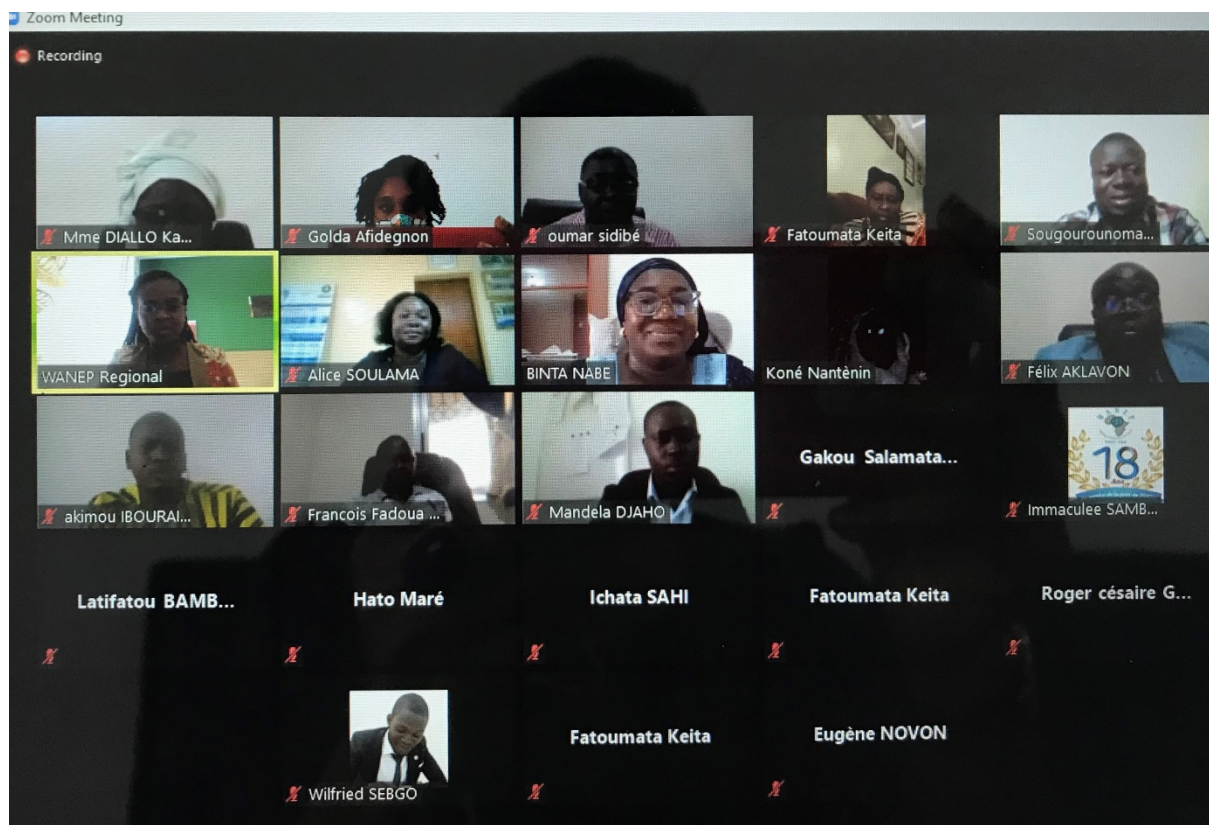 Zoom Meeting
Recording
Mme DIALLO Ka...
Golda Afidegnon
oumar sidibé
Fatoumata Keita
Sougourounoma...
WANEP Regional
Alice SOULAMA
BINTA NABE
Koné Nantènin
Félix AKLAVON
akimou IBOURAI...
Francois Fadoua ...
Mandela DJAHO
Gakou Salamata...
WANEP
18
Ans
Immaculee SAMB...
Latifatou BAMB...
Hato Maré
Ichata SAHI
Fatoumata Keita
Roger césaire G...
Wilfried SEBGO
Fatoumata Keita
Eugène NOVON